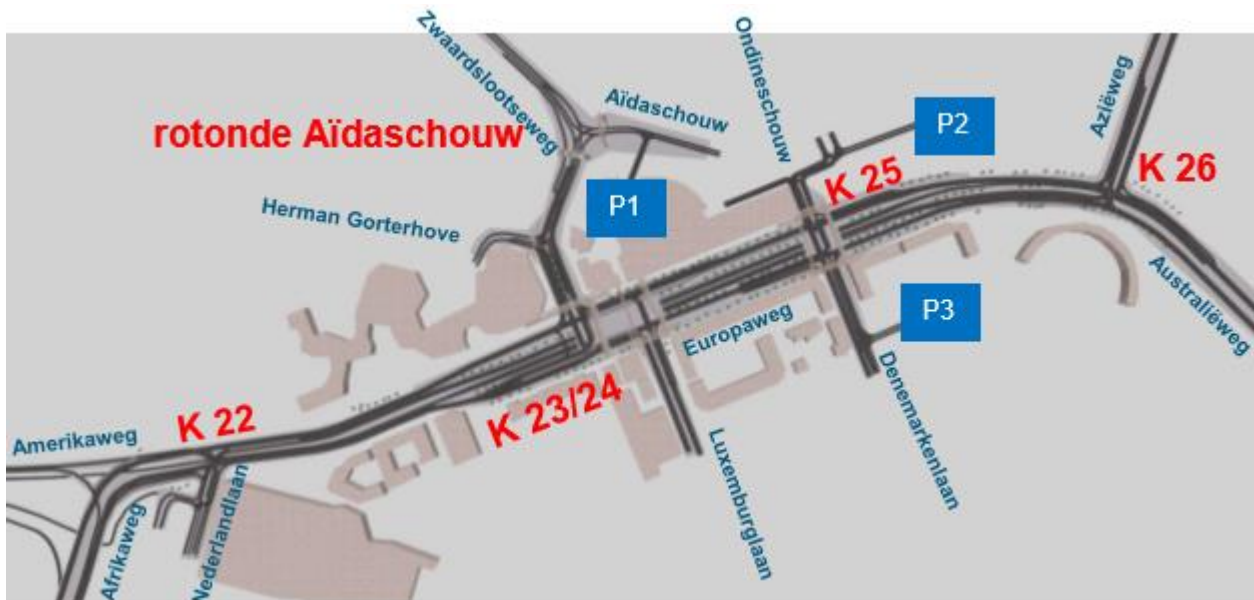 Zwaardslootseweg
Ondineschouw
Aïdaschouw
Aziëweg
rotonde Aïdaschouw
P2
K 26
K 25
P1
Herman Gorterhove
Australiëweg
P3
Europaweg
Denemarkenlaan
K 23/24
K 22
Amerikaweg
Luxemburglaan
Afrikaweg
Nederlandlaan